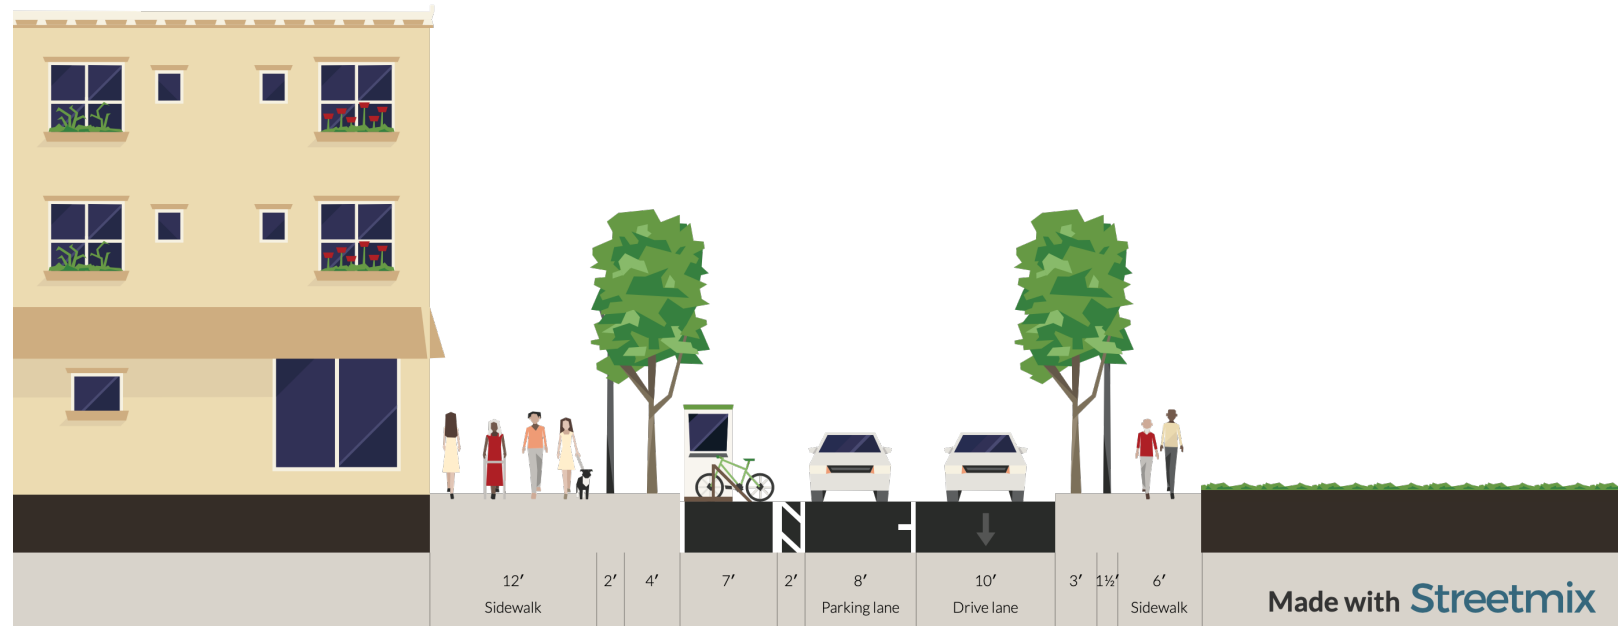 12′ 2′ 4′ 7′ 2′ 8′ 10′ 3′ 1½′ 6′
Sidewalk Parking lane Drive lane Sidewalk
Made with Streetmix